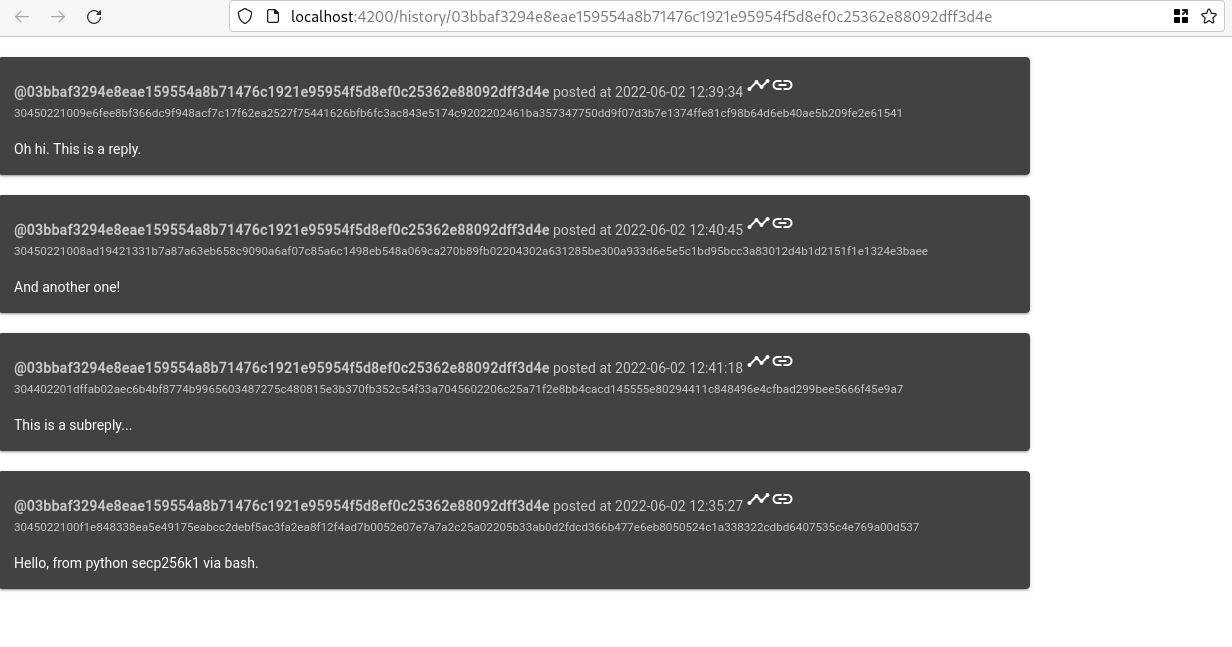 localhost:4200/history/03bbaf3294e8eae159554a8b71476c1921e95954f5d8ef0c25362e88092dff3d4e
@03bbaf3294e8eae159554a8b71476c1921e95954f5d8ef0c25362e88092dff3d4e posted at 2022-06-02 12:39:34
30450221009e6fee8bf366dc9f948acf7c17f62ea2527f75441626bfb6fc3ac843e5174c9202202461ba357347750dd9f07d3b7e1374ffe81cf98b64d6eb40ae5b209fe2e61541
Oh hi. This is a reply.
@03bbaf3294e8eae159554a8b71476c1921e95954f5d8ef0c25362e88092dff3d4e posted at 2022-06-02 12:40:45
30450221008ad19421331b7a87a63eb658c9090a6af07c85a6c1498eb548a069ca270b89fb02204302a631285be300a933d6e5e5c1bd95bcc3a83012d4b1d2151f1e1324e3baee
And another one!
@03bbaf3294e8eae159554a8b71476c1921e95954f5d8ef0c25362e88092dff3d4e posted at 2022-06-02 12:41:18
304402201dffab02aec6b4bf8774b9965603487275c480815e3b370fb352c54f33a7045602206c25a71f2e8bb4cacd145555e80294411c848496e4cfbad299bee5666f45e9a7
This is a subreply...
@03bbaf3294e8eae159554a8b71476c1921e95954f5d8ef0c25362e88092dff3d4e posted at 2022-06-02 12:35:27
3045022100f1e848338ea5e49175eabcc2debf5ac3fa2ea8f12f4ad7b0052e07e7a7a2c25a02205b33ab0d2fdcd366b477e6eb8050524c1a338322cdbd6407535c4e769a00d537
Hello, from python secp256k1 via bash.